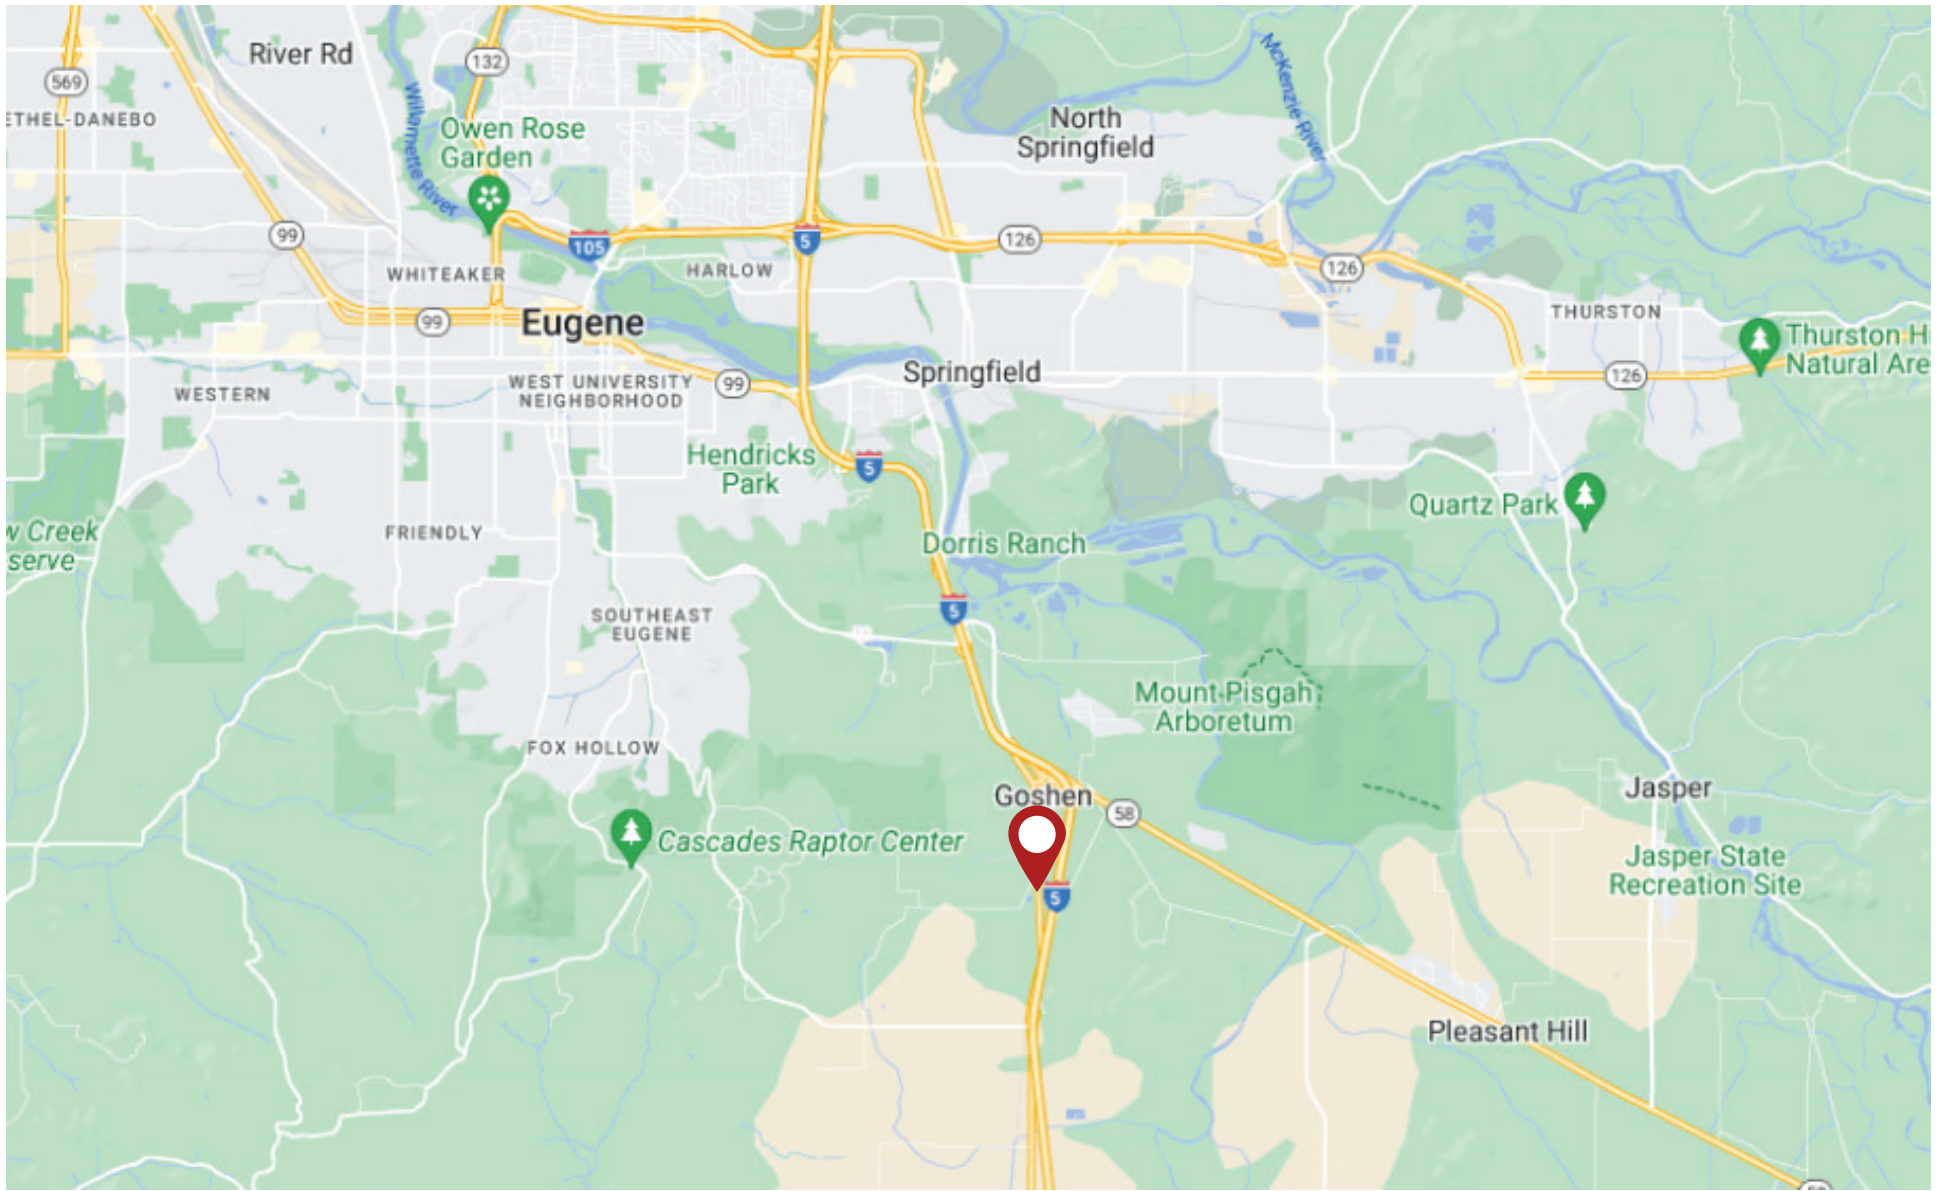 River Rd
132
569
McKenzie River
ETHEL-DANEBO
Willamette River
Owen Rose
Garden
North
Springfield
99
105
5
126
126
WHITEAKER
HARLOW
99
Eugene
THURSTON
Thurston H
Natural Are
Springfield
126
WESTERN
WEST UNIVERSITY
NEIGHBORHOOD
99
Hendricks
Park
5
Quartz Park
w Creek
serve
FRIENDLY
Dorris Ranch
5
SOUTHEAST
EUGENE
Mount Pisgah
Arboretum
FOX HOLLOW
Goshen
58
Jasper
Cascades Raptor Center
Jasper State
Recreation Site
5
Pleasant Hill